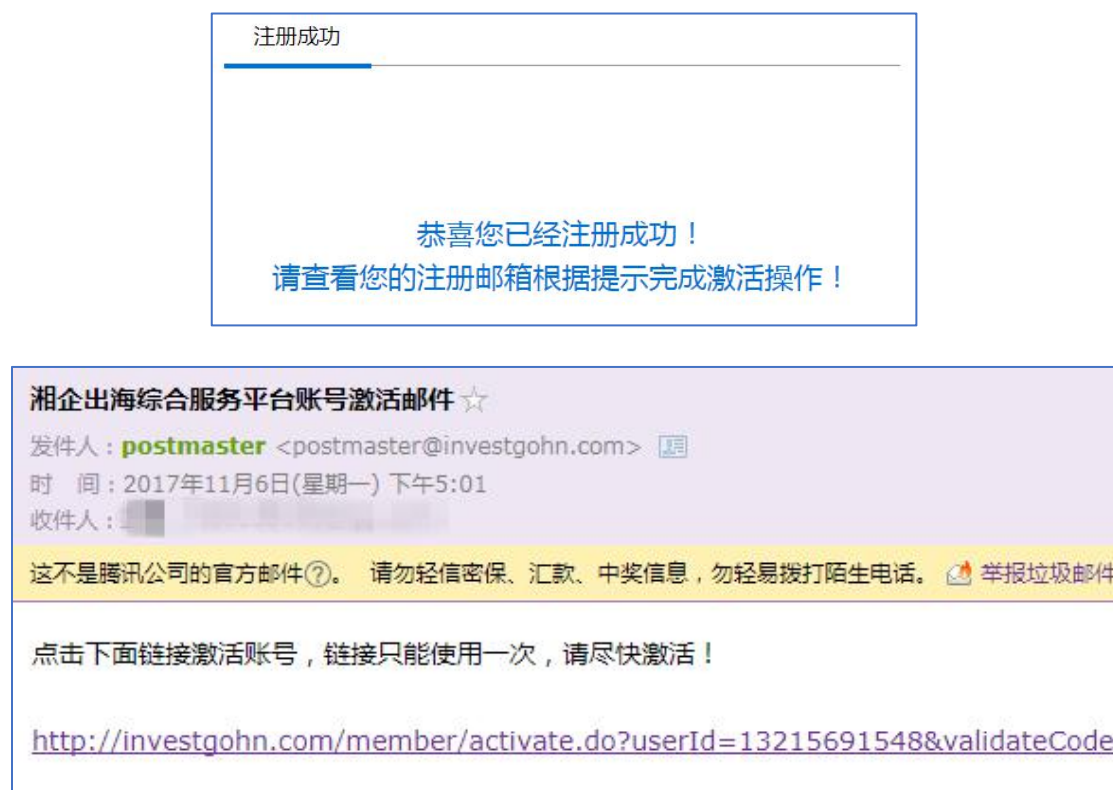 注册成功
恭喜您已经注册成功！
请查看您的注册邮箱根据提示完成激活操作！
湘企出海综合服务平台账号激活邮件☆
发件人：postmaster <postmaster@investgohn.com>
时 间：2017年11月6日(星期一) 下午5:01
收件人：
这不是腾讯公司的官方邮件?。 请勿轻信密保、汇款、中奖信息，勿轻易拨打陌生电话。 举报垃圾邮件
点击下面链接激活账号，链接只能使用一次，请尽快激活！
http://investgohn.com/member/activate.do?userId=13215691548&validateCode